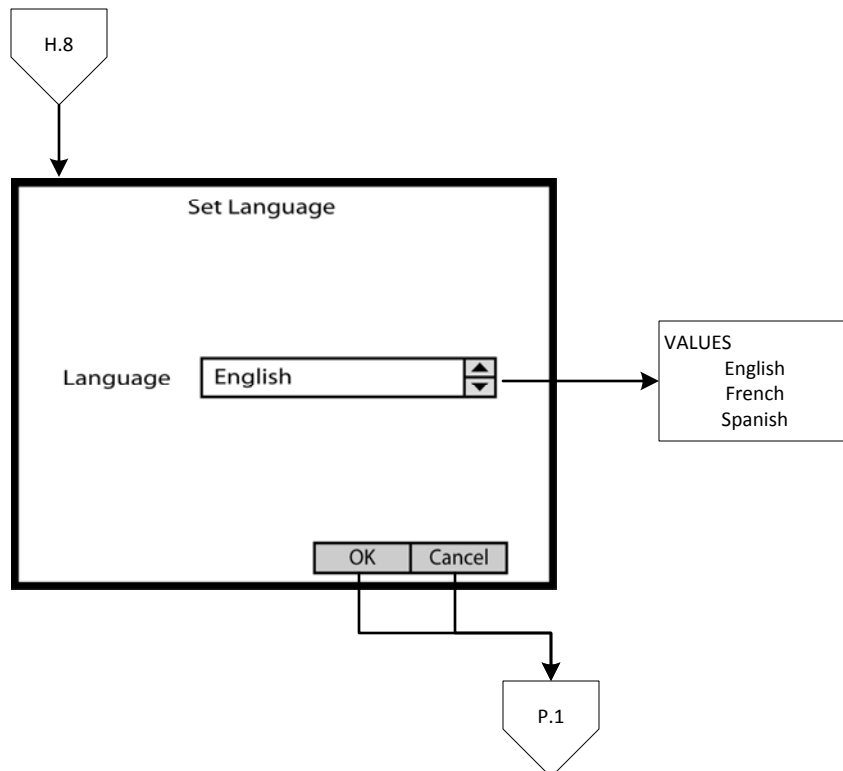 H.8
Set Language
Language
English
VALUES
English
French
Spanish
OK
Cancel
P.1